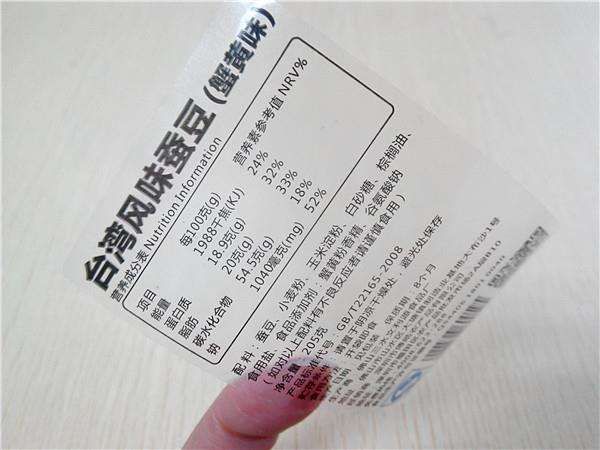 台湾风味蚕豆(蟹黄味)
营养成分表 Nutrition Information
项目 每100克(g) 营养素参考值 NRV%
能量 1988千焦(KJ) 24%
蛋白质 18.9克(g) 32%
脂肪 20克(g) 33%
碳水化合物 54.5克(g) 18%
钠 1040毫克(mg) 52%
配料:蚕豆、小麦粉、玉米淀粉、白砂糖、棕榈油、
食用盐、食品添加剂:蟹黄粉香精、谷氨酸钠
(如对以上配料有不良反应者请谨慎食用)
净含量:205克
产品标准代号:GB/T22165-2008
请置于阴凉干燥处、避光处保存
开袋即食 保质期:8个月